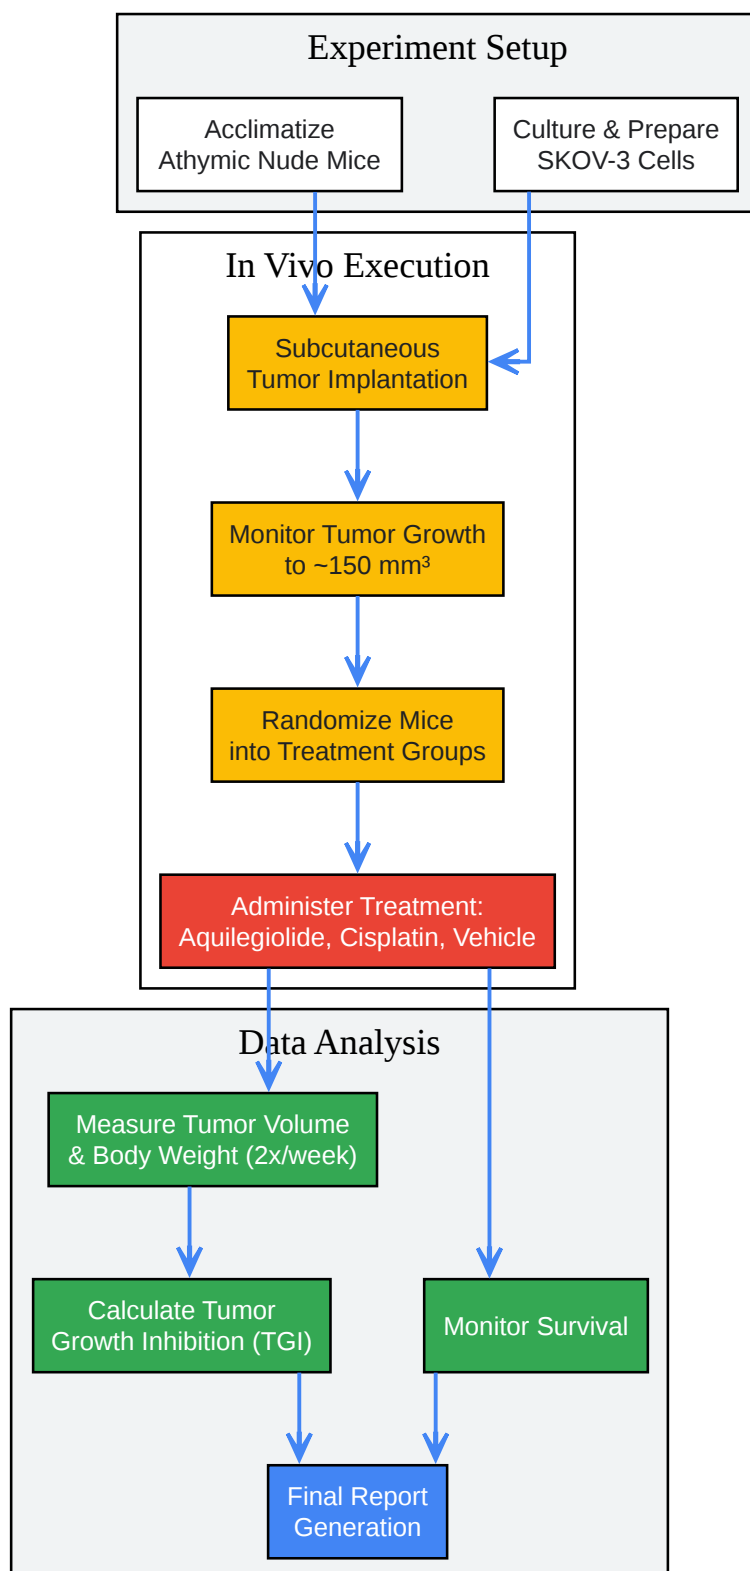 Experiment Setup
Acclimatize
Athymic Nude Mice
Culture & Prepare
SKOV-3 Cells
In Vivo Execution
Subcutaneous
Tumor Implantation
Monitor Tumor Growth
to ~150 mm³
Randomize Mice
into Treatment Groups
Administer Treatment:
Aquilegiolide, Cisplatin, Vehicle
Data Analysis
Measure Tumor Volume
& Body Weight (2x/week)
Calculate Tumor
Growth Inhibition (TGI)
Monitor Survival
Final Report
Generation